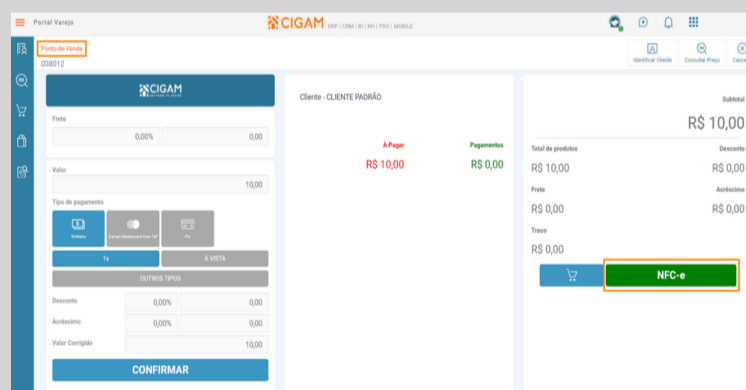 Portal Varejo
CIGAM ERP | CRM | BI | RH | PDV | MOBILE
Ponto de Venda
038012
Identificar Cliente
Consultar Preço
CIGAM
Frete
0,00%
0,00
Valor
10,00
Tipo de pagamento
Dinheiro
Pix
1x
À VISTA
OUTROS TIPOS
Desconto
0,00%
0,00
Acréscimo
0,00%
0,00
Valor Corrigido
10,00
CONFIRMAR
Cliente - CLIENTE PADRÃO
À Pagar
Pagamentos
R$ 10,00
R$ 0,00
Subtotal
R$ 10,00
Total de produtos
Desconto
R$ 10,00
R$ 0,00
Frete
Acréscimo
R$ 0,00
R$ 0,00
Troco
R$ 0,00
NFC-e